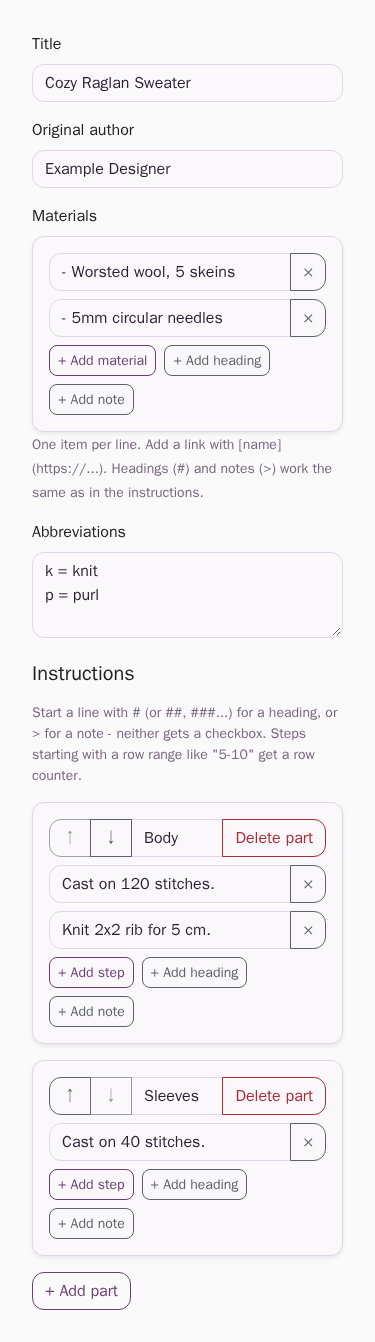 Title
Cozy Raglan Sweater
Original author
Example Designer
Materials
- Worsted wool, 5 skeins ×
- 5mm circular needles ×
+ Add material + Add heading
+ Add note
One item per line. Add a link with [name]
(https://...). Headings (#) and notes (>) work the
same as in the instructions.
Abbreviations
k = knit
p = purl
Instructions
Start a line with # (or ##, ###...) for a heading, or
> for a note - neither gets a checkbox. Steps
starting with a row range like "5-10" get a row
counter.
↑ ↓ Body Delete part
Cast on 120 stitches. ×
Knit 2x2 rib for 5 cm. ×
+ Add step + Add heading
+ Add note
↑ ↓ Sleeves Delete part
Cast on 40 stitches. ×
+ Add step + Add heading
+ Add note
+ Add part